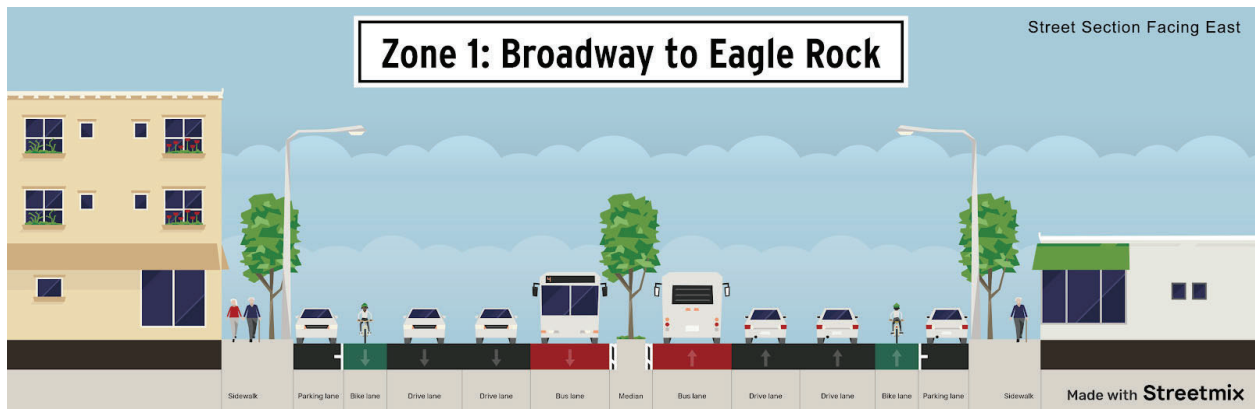 Street Section Facing East
Zone 1: Broadway to Eagle Rock
4
Sidewalk
Parking lane
Bike lane
Drive lane
Drive lane
Bus lane
Median
Bus lane
Drive lane
Drive lane
Bike lane
Parking lane
Sidewalk
Made with Streetmix